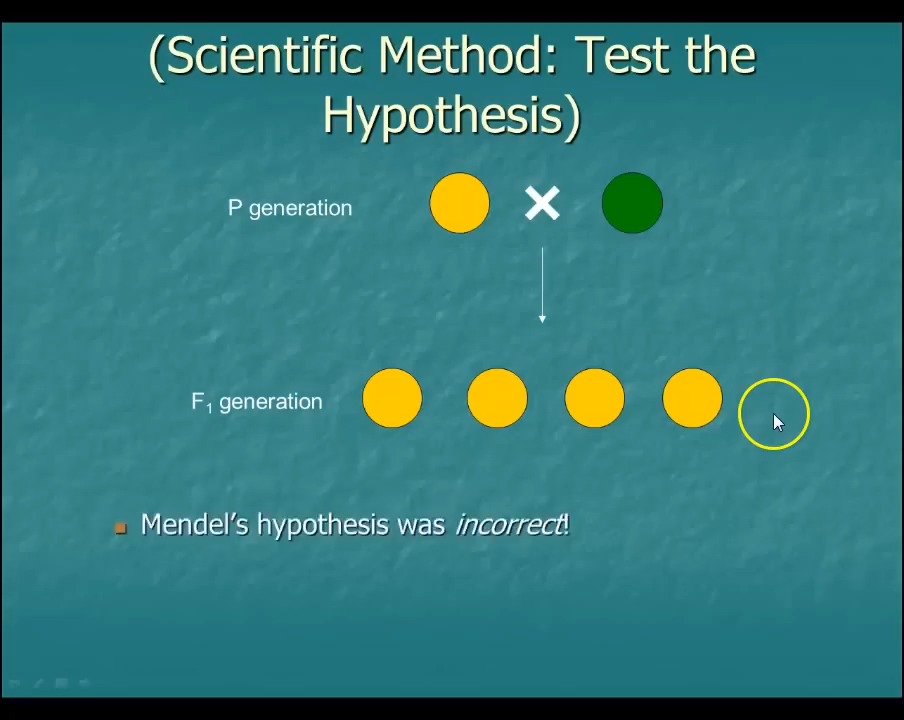 (Scientific Method: Test the
Hypothesis)
P generation
F₁ generation
Mendel's hypothesis was incorrect!